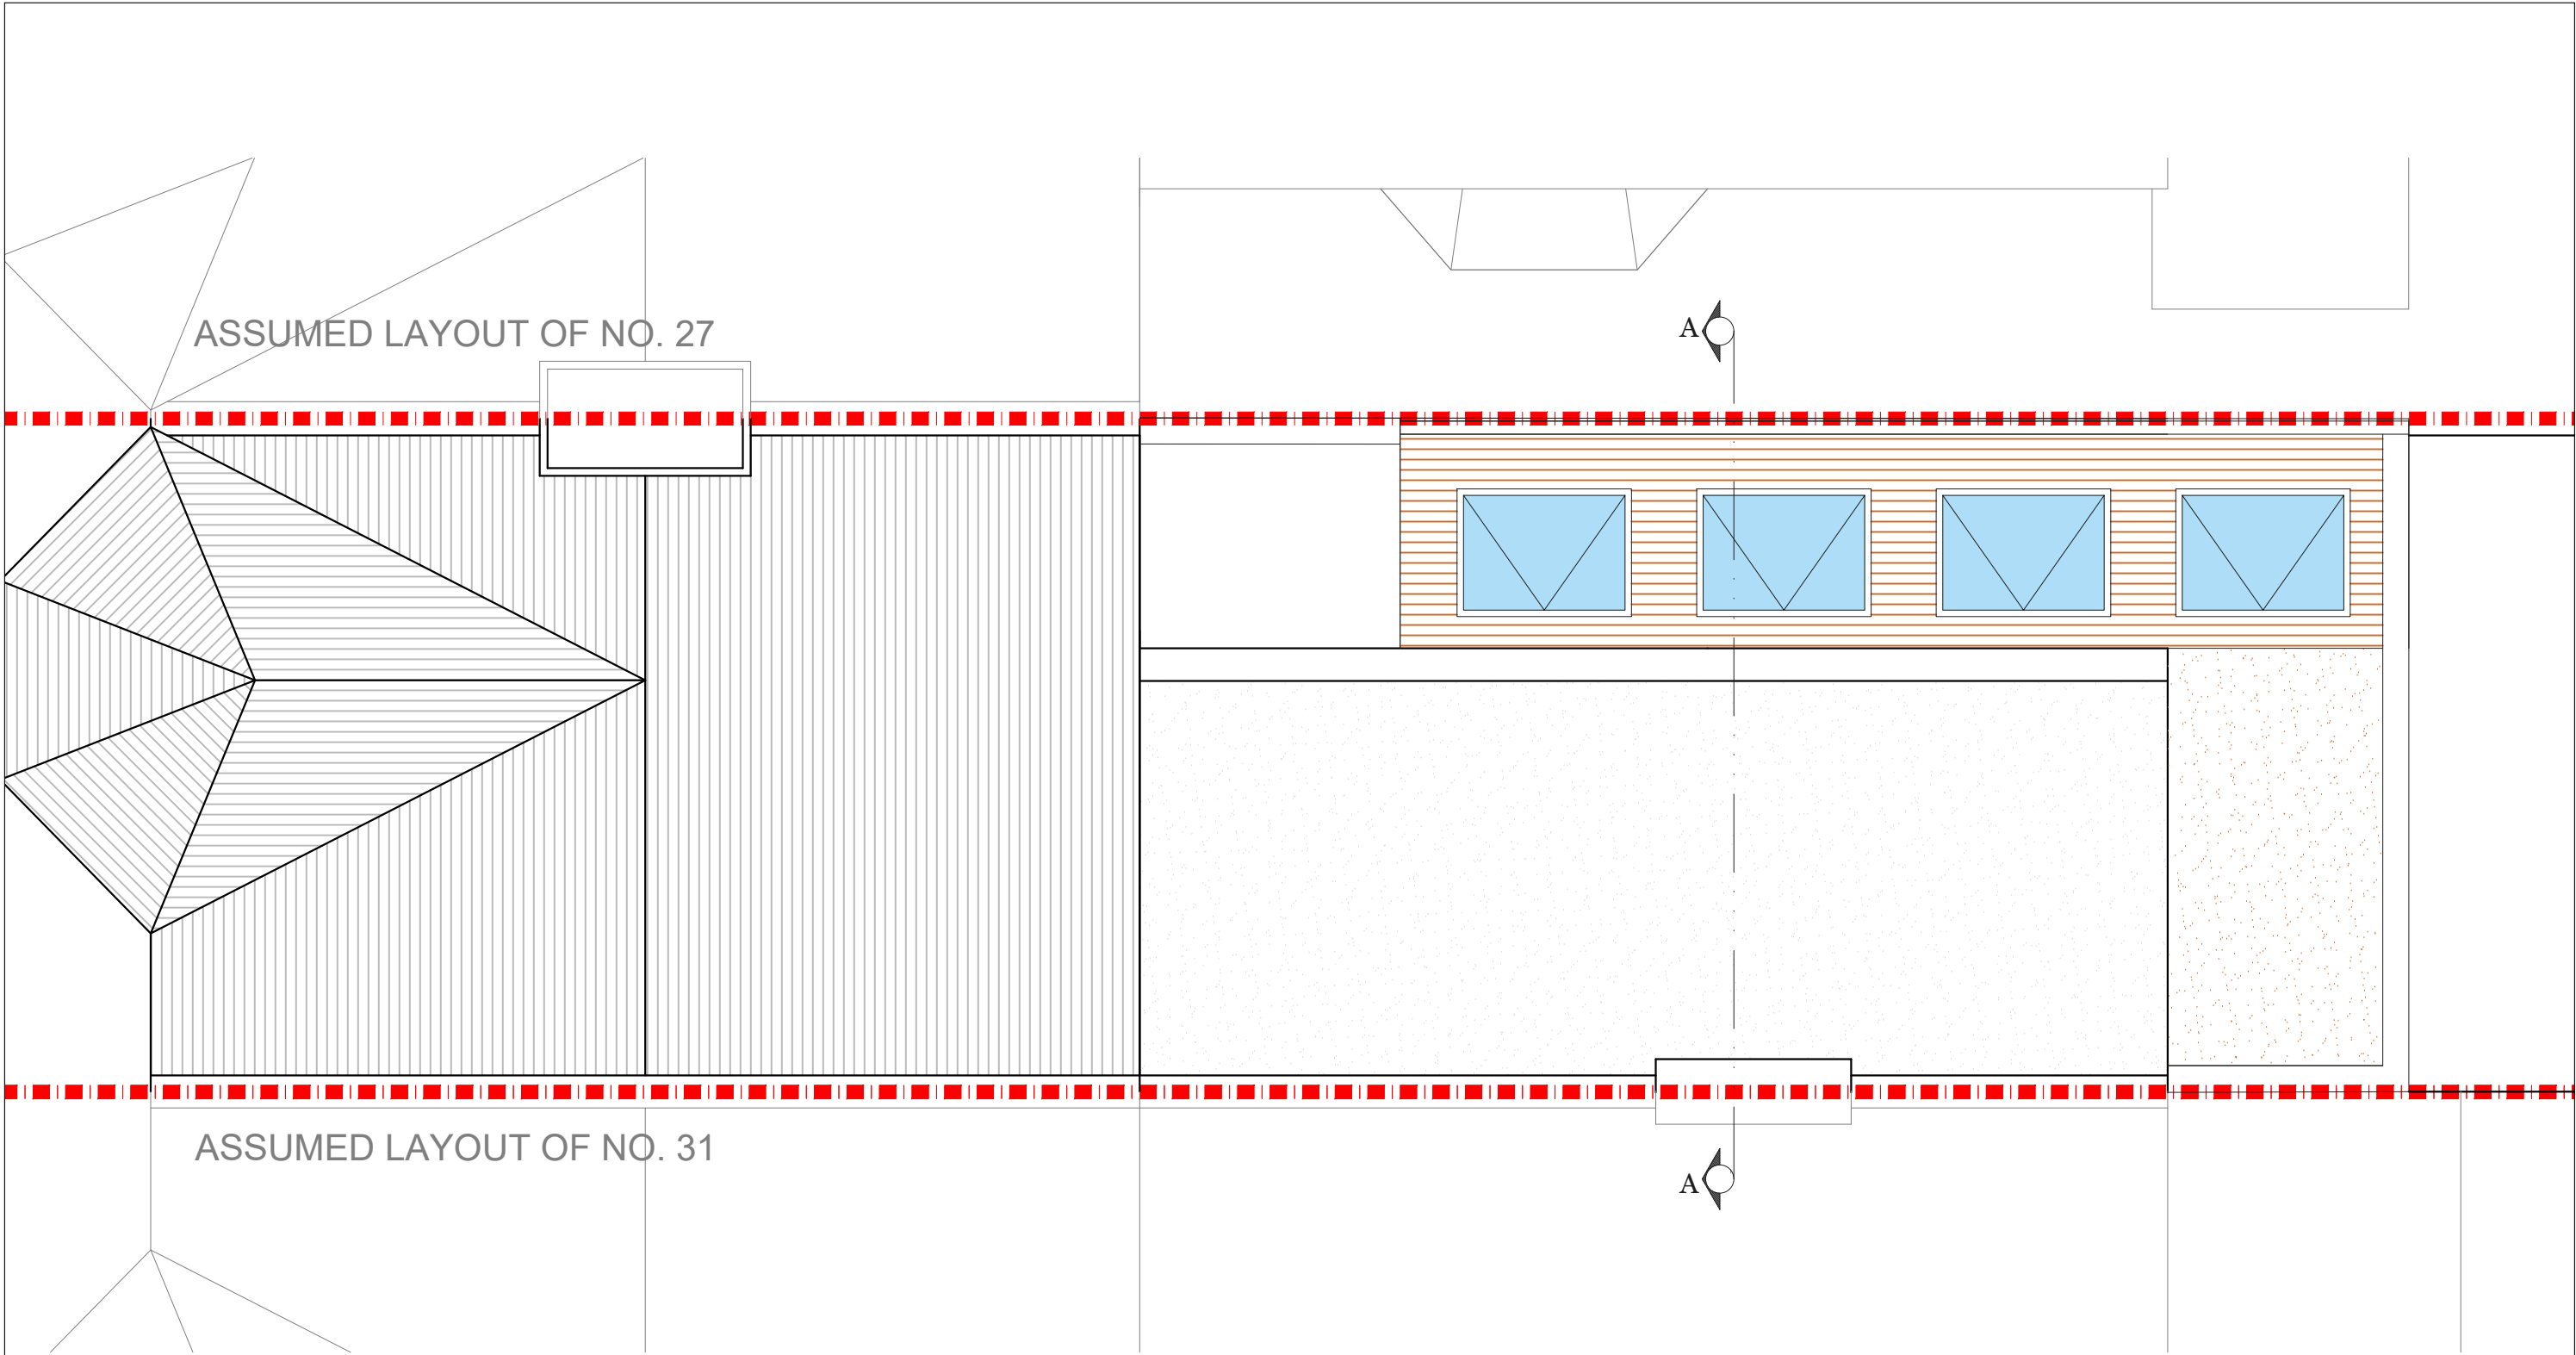 ASSUMED LAYOUT OF NO. 27
A
ASSUMED LAYOUT OF NO. 31
A